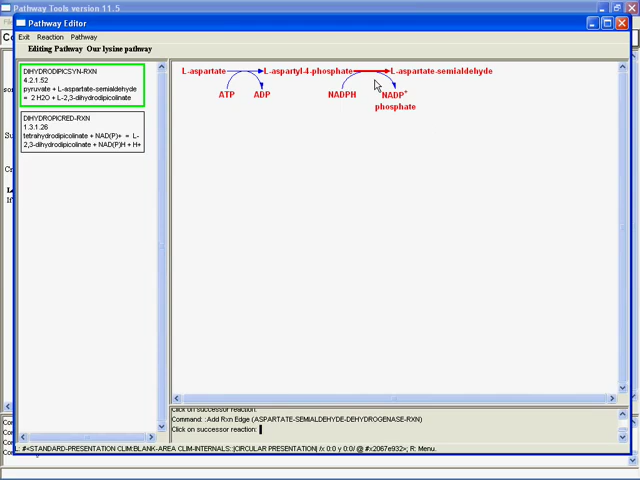 Pathway Tools version 11.5
Pathway Editor
Exit Reaction Pathway
Editing Pathway Our lysine pathway
DIHYDRODIPICSYN-RXN
4.2.1.52
pyruvate + L-aspartate-semialdehyde
= 2 H2O + L-2,3-dihydrodipicolinate
DIHYDROPICRED-RXN
1.3.1.26
tetrahydrodipicolinate + NAD(P)+ = L-
2,3-dihydrodipicolinate + NAD(P)H + H+
L-aspartate L-aspartyl-4-phosphate L-aspartate-semialdehyde
ATP ADP NADPH NADP+
phosphate
Click on successor reaction:
Command: :Add Rxn Edge (ASPARTATE-SEMIALDEHYDE-DEHYDROGENASE-RXN)
Click on successor reaction:
L: #<STANDARD-PRESENTATION CLIM:BLANK-AREA CLIM-INTERNALS: |CIRCULAR PRESENTATION| /x 0:0 y 0:0/ @ #x2067e932>; R: Menu.